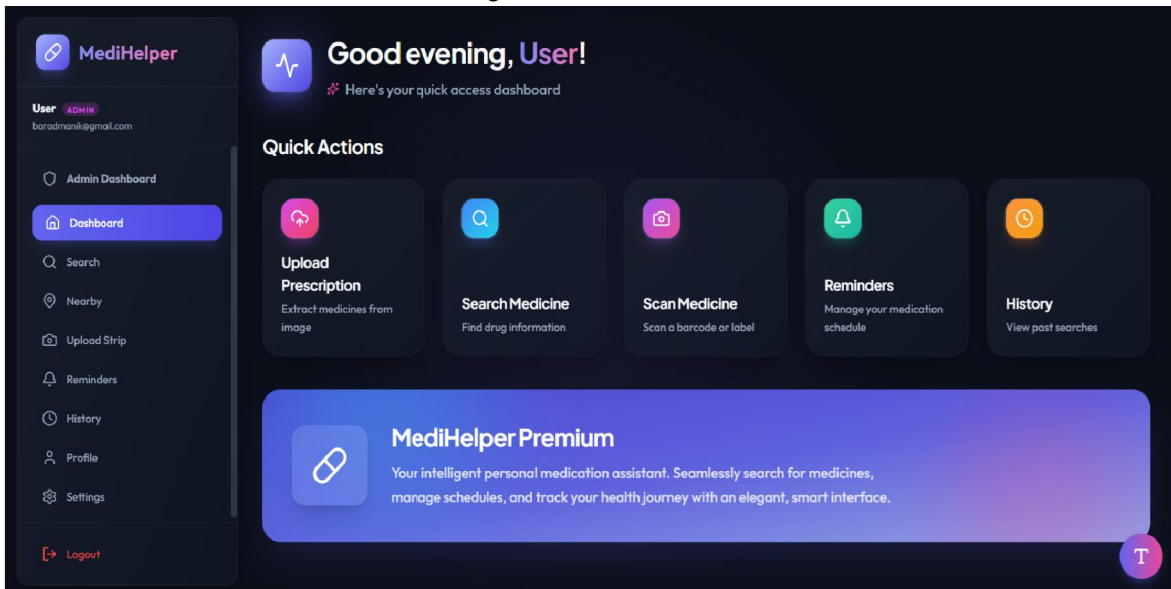 MediHelper
User ADMIN
baradmanik@gmail.com
Admin Dashboard
Dashboard
Search
Nearby
Upload Strip
Reminders
History
Profile
Settings
Logout
Good evening, User!
Here's your quick access dashboard
Quick Actions
Upload
Prescription
Extract medicines from
image
Search Medicine
Find drug information
Scan Medicine
Scan a barcode or label
Reminders
Manage your medication
schedule
History
View past searches
MediHelper Premium
Your intelligent personal medication assistant. Seamlessly search for medicines,
manage schedules, and track your health journey with an elegant, smart interface.
T